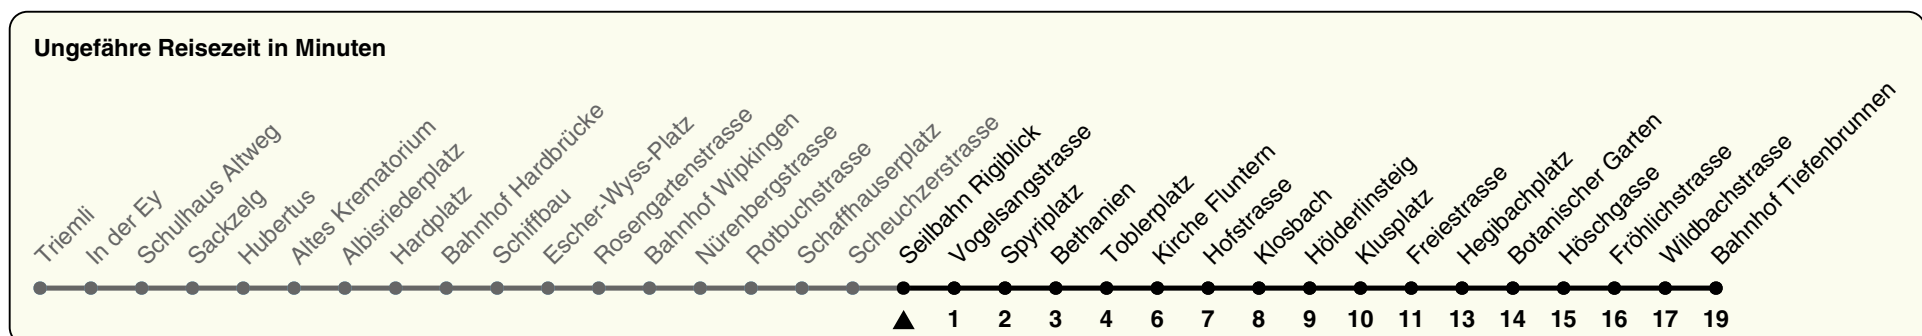 Ungefähre Reisezeit in Minuten
Triemli
In der Ey
Schulhaus Altweg
Sackzelg
Hubertus
Altes Krematorium
Albisriederplatz
Hardplatz
Bahnhof Hardbrücke
Schiffbau
Escher-Wyss-Platz
Rosengartenstrasse
Bahnhof Wipkingen
Nürenbergstrasse
Rotbuchstrasse
Schaffhauserplatz
Scheuchzerstrasse
Seilbahn Rigiblick
Vogelsangstrasse
Spyriplatz
Bethanien
Toblerplatz
Kirche Fluntern
Hofstrasse
Klosbach
Hölderlinsteig
Klusplatz
Freiestrasse
Hegibachplatz
Botanischer Garten
Höschgasse
Fröhlichstrasse
Wildbachstrasse
Bahnhof Tiefenbrunnen
1 2 3 4 6 7 8 9 10 11 13 14 15 16 17 19